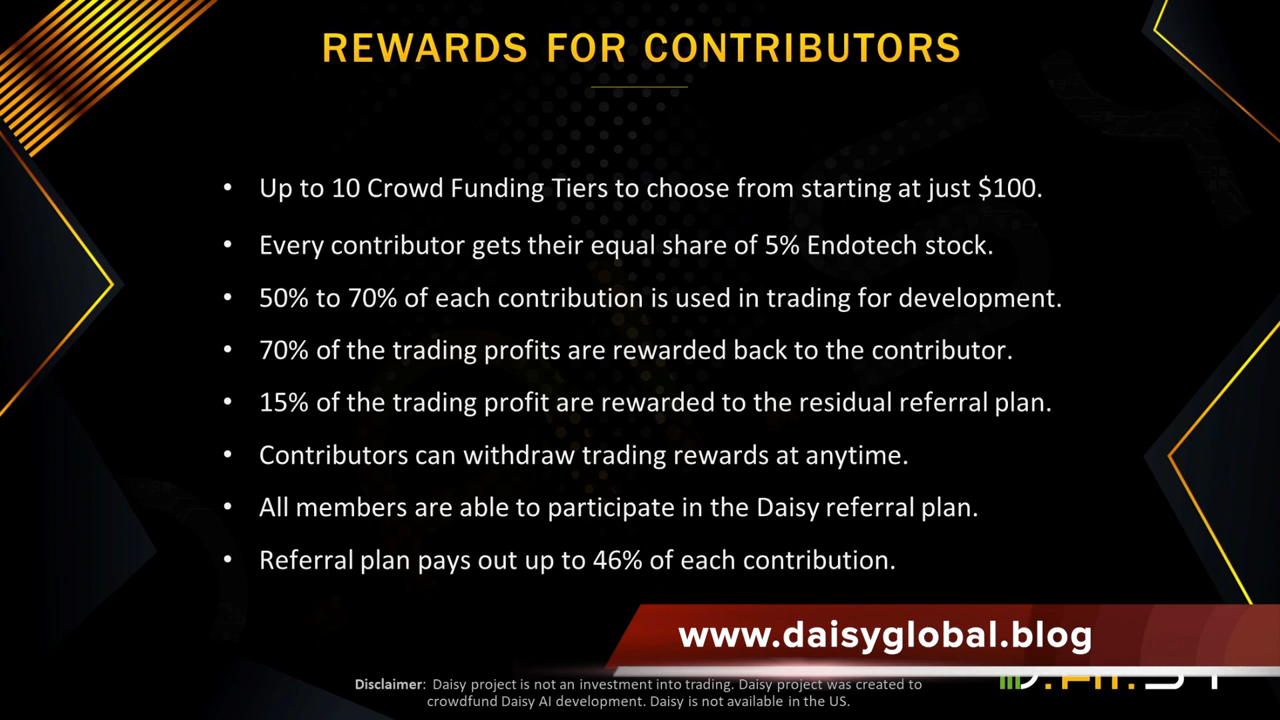 REWARDS FOR CONTRIBUTORS
• Up to 10 Crowd Funding Tiers to choose from starting at just $100.
• Every contributor gets their equal share of 5% Endotech stock.
• 50% to 70% of each contribution is used in trading for development.
• 70% of the trading profits are rewarded back to the contributor.
• 15% of the trading profit are rewarded to the residual referral plan.
• Contributors can withdraw trading rewards at anytime.
• All members are able to participate in the Daisy referral plan.
• Referral plan pays out up to 46% of each contribution.
www.daisyglobal.blog
Disclaimer: Daisy project is not an investment into trading. Daisy project was created to
crowdfund Daisy AI development. Daisy is not available in the US.